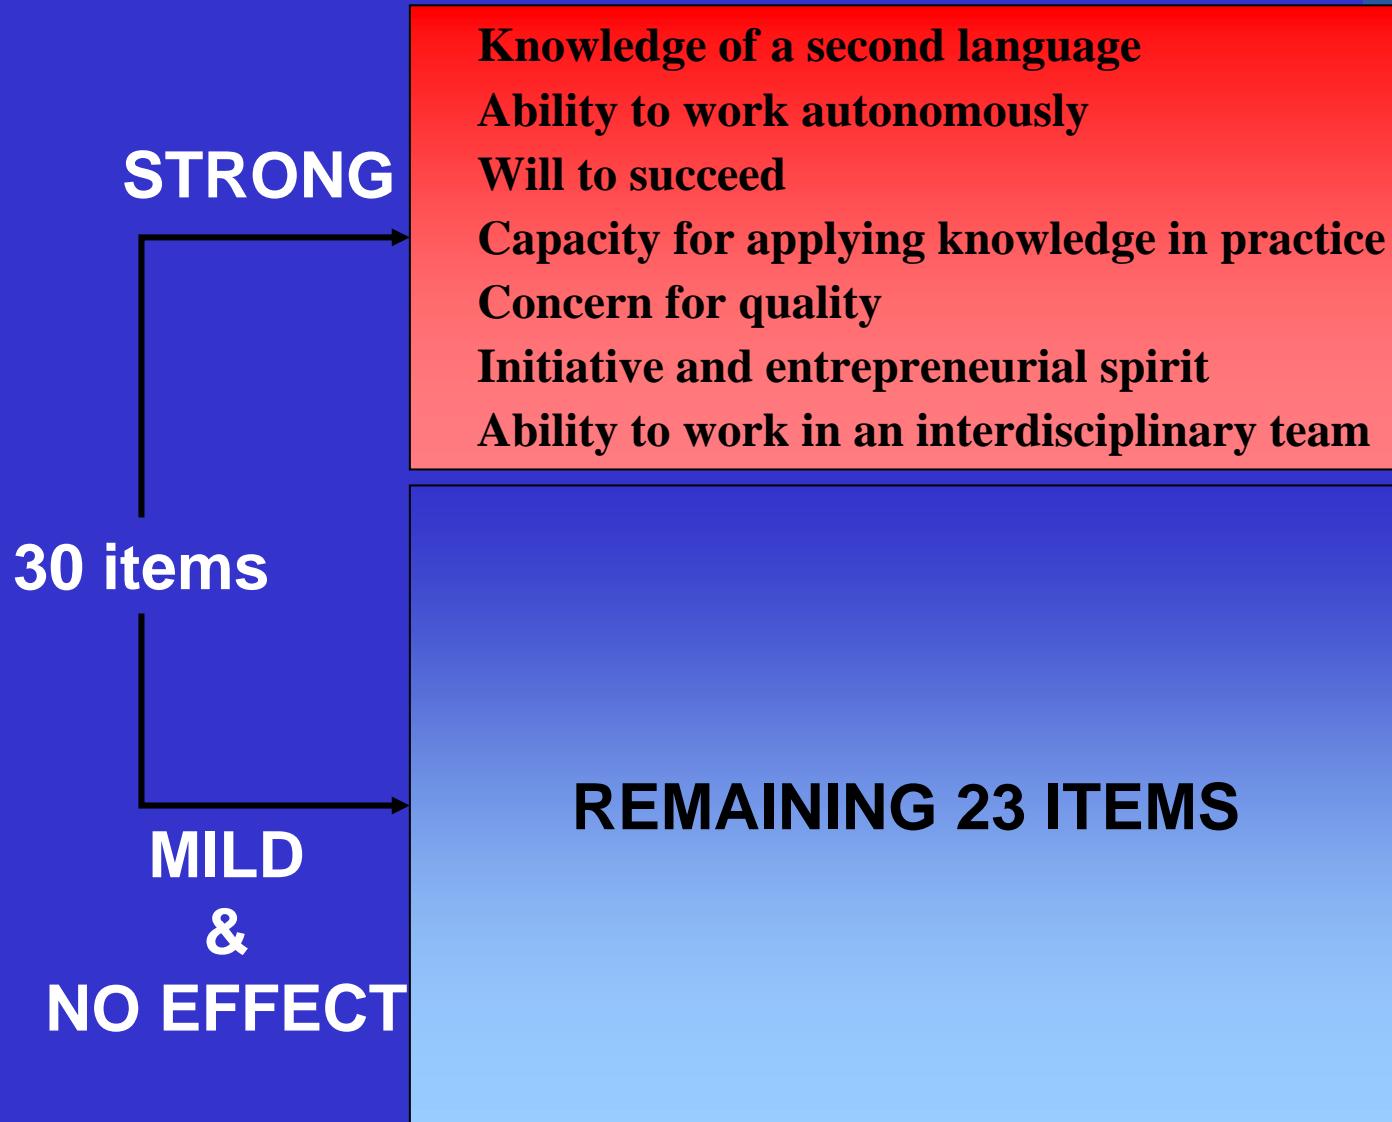 Knowledge of a second language
Ability to work autonomously
STRONG
Will to succeed
Capacity for applying knowledge in practice
Concern for quality
Initiative and entrepreneurial spirit
Ability to work in an interdisciplinary team
30 items
REMAINING 23 ITEMS
MILD
&
NO EFFECT